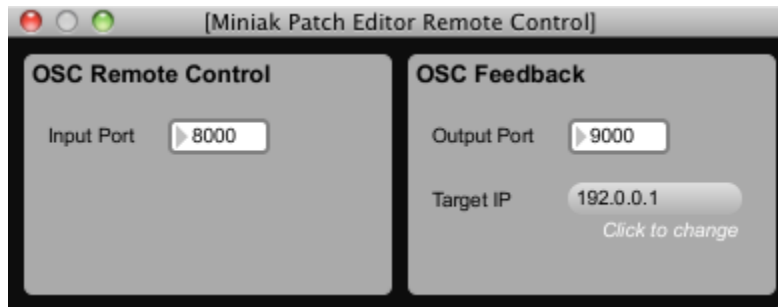 [Miniak Patch Editor Remote Control]
OSC Remote Control
Input Port 8000
OSC Feedback
Output Port 9000
Target IP 192.0.0.1
Click to change